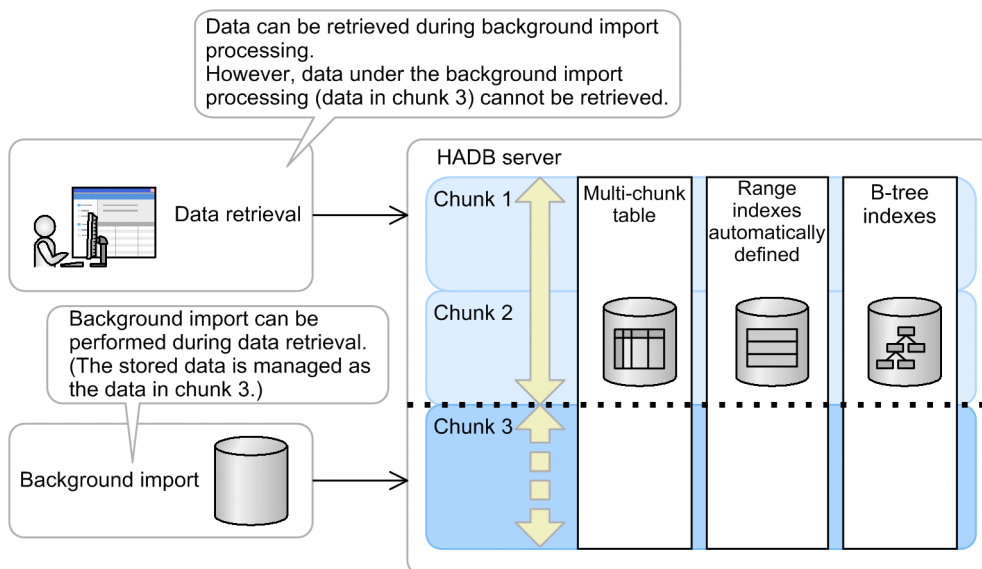 Data can be retrieved during background import
processing.
However, data under the background import
processing (data in chunk 3) cannot be retrieved.
Data retrieval
Background import can be
performed during data retrieval.
(The stored data is managed as
the data in chunk 3.)
Background import
HADB server
Chunk 1
Multi-chunk
table
Range
indexes
automatically
defined
B-tree
indexes
Chunk 2
Chunk 3